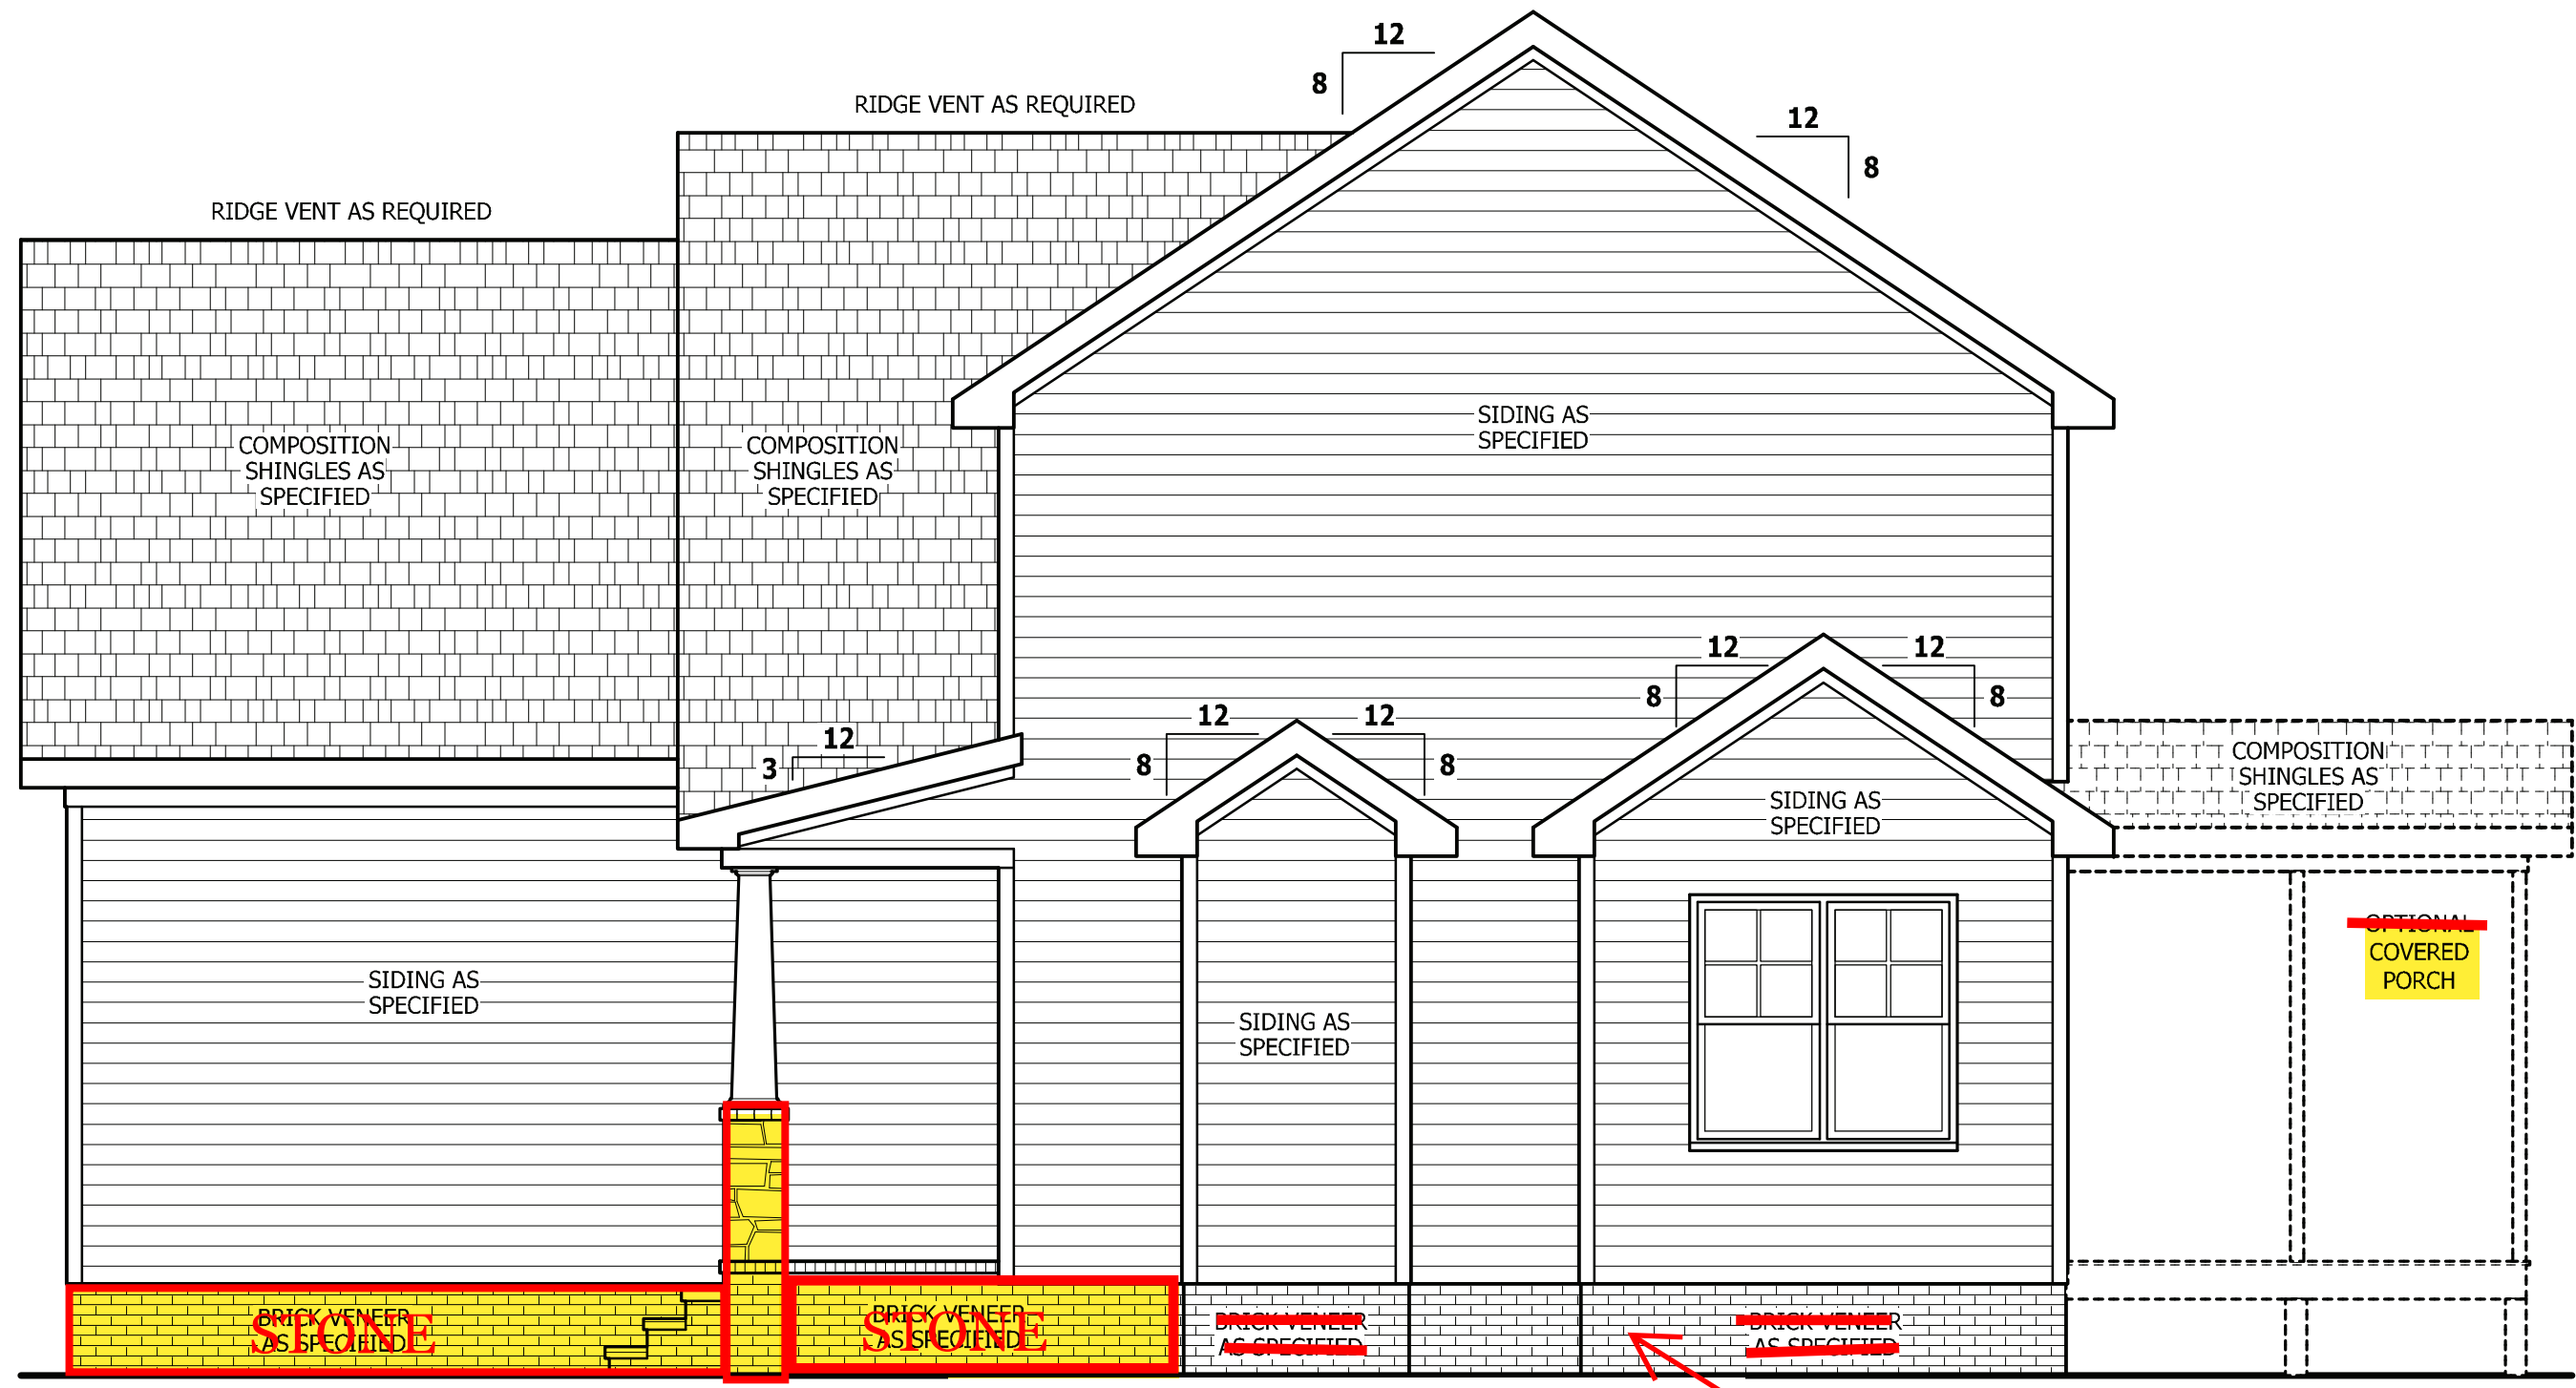 12
8
RIDGE VENT AS REQUIRED
12
8
RIDGE VENT AS REQUIRED
SIDING AS
SPECIFIED
COMPOSITION
SHINGLES AS
SPECIFIED
COMPOSITION
SHINGLES AS
SPECIFIED
12
8
12
8
12
8
12
8
12
3
COMPOSITION
SHINGLES AS
SPECIFIED
SIDING AS
SPECIFIED
OPTIONAL
COVERED
PORCH
SIDING AS
SPECIFIED
SIDING AS
SPECIFIED
BRICK VENEER
AS SPECIFIED
STONE
BRICK VENEER
AS SPECIFIED
STONE
BRICK VENEER
AS SPECIFIED
BRICK VENEER
AS SPECIFIED